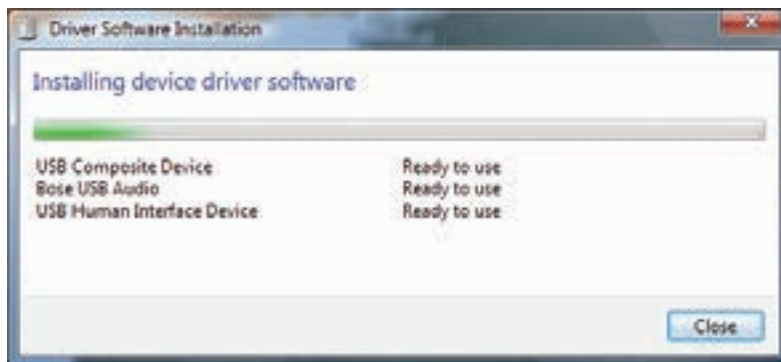 Driver Software Installation
Installing device driver software
USB Composite Device Ready to use
Bose USB Audio Ready to use
USB Human Interface Device Ready to use
Close